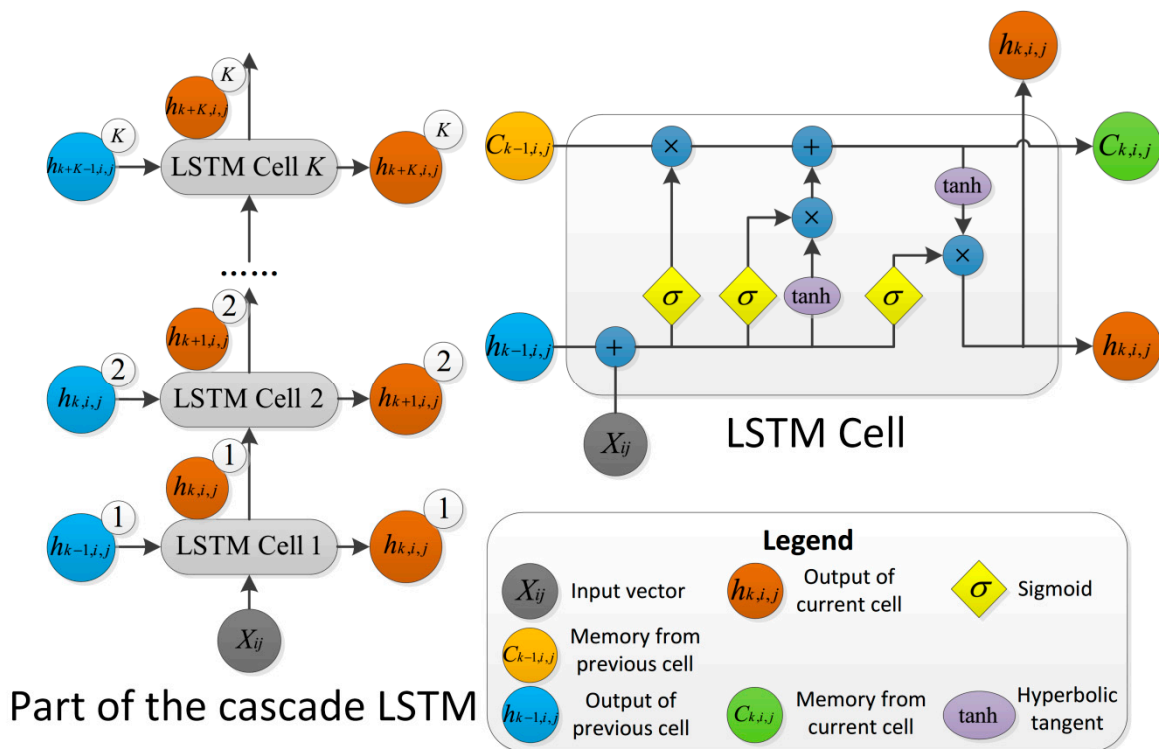 K
h_{k+K,i,j}
K
h_{k+K-1,i,j}
LSTM Cell K
K
h_{k+K,i,j}
......
2
h_{k+1,i,j}
2
h_{k,i,j}
LSTM Cell 2
2
h_{k+1,i,j}
1
h_{k,i,j}
1
h_{k-1,i,j}
LSTM Cell 1
1
h_{k,i,j}
X_{ij}
Part of the cascade LSTM
h_{k,i,j}
C_{k-1,i,j}
×
+
C_{k,i,j}
tanh
×
×
σ
σ
tanh
σ
h_{k-1,i,j}
+
h_{k,i,j}
X_{ij}
LSTM Cell
Legend
X_{ij}
Input vector
h_{k,i,j}
Output of
current cell
σ
Sigmoid
C_{k-1,i,j}
Memory from
previous cell
h_{k-1,i,j}
Output of
previous cell
C_{k,i,j}
Memory from
current cell
tanh
Hyperbolic
tangent